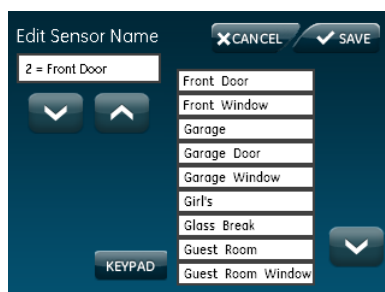 Edit Sensor Name
CANCEL
SAVE
2 = Front Door
Front Door
Front Window
Garage
Garage Door
Garage Window
Girl's
Glass Break
Guest Room
Guest Room Window
KEYPAD